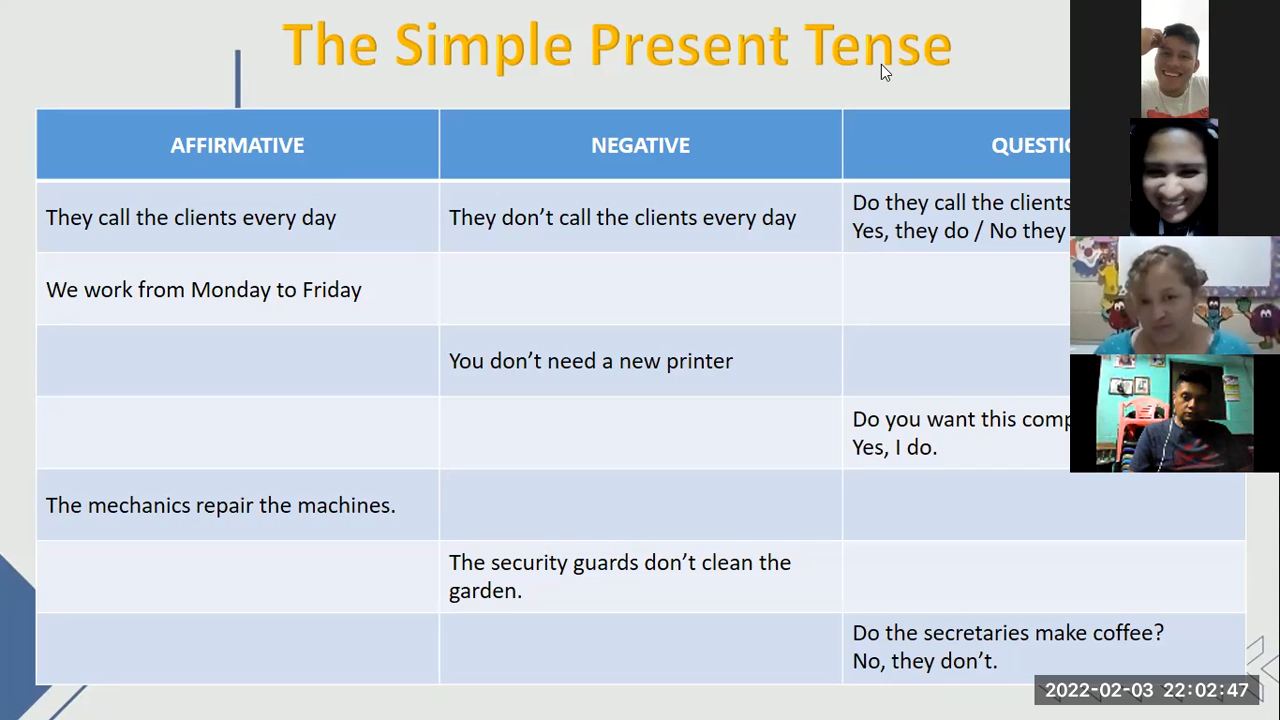 The Simple Present Tense
AFFIRMATIVE
NEGATIVE
They call the clients every day
They don't call the clients every day
Do they call the clients
Yes, they do / No they
We work from Monday to Friday
You don't need a new printer
Do you want this
Yes, I do.
The mechanics repair the machines.
The security guards don't clean the
garden.
Do the secretaries make coffee?
No, they don't.
2022-02-03 22:02:47